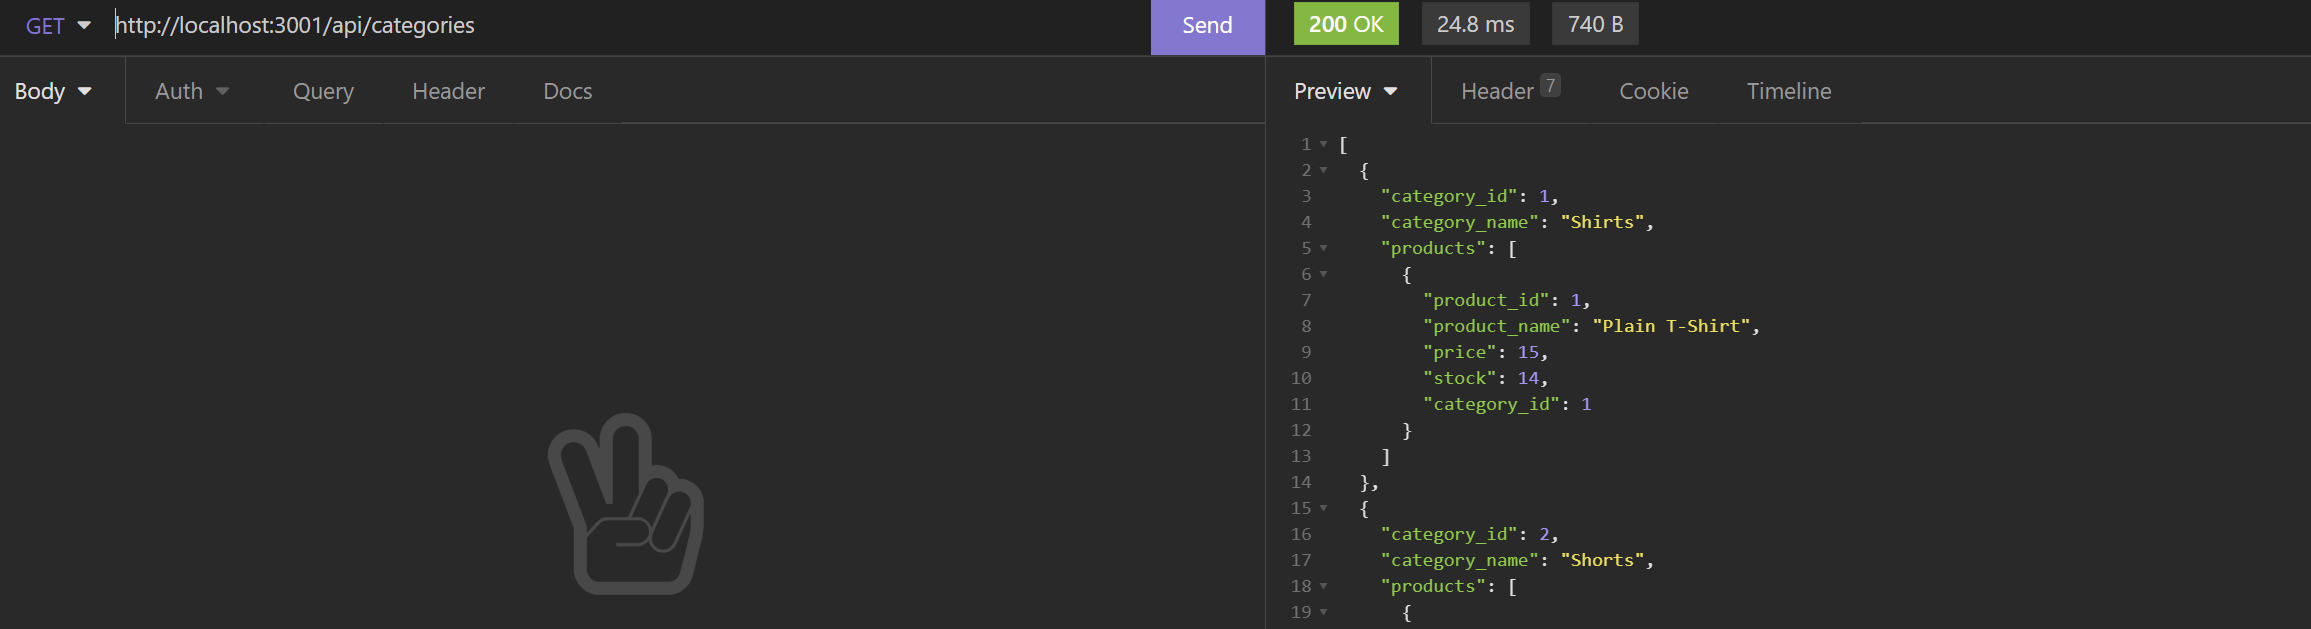 GET http://localhost:3001/api/categories Send 200 OK 24.8 ms 740 B
Body Auth Query Header Docs Preview Header 7 Cookie Timeline
1 [
2 {
3 "category_id": 1,
4 "category_name": "Shirts",
5 "products": [
6 {
7 "product_id": 1,
8 "product_name": "Plain T-Shirt",
9 "price": 15,
10 "stock": 14,
11 "category_id": 1
12 }
13 ]
14 },
15 {
16 "category_id": 2,
17 "category_name": "Shorts",
18 "products": [
19 {